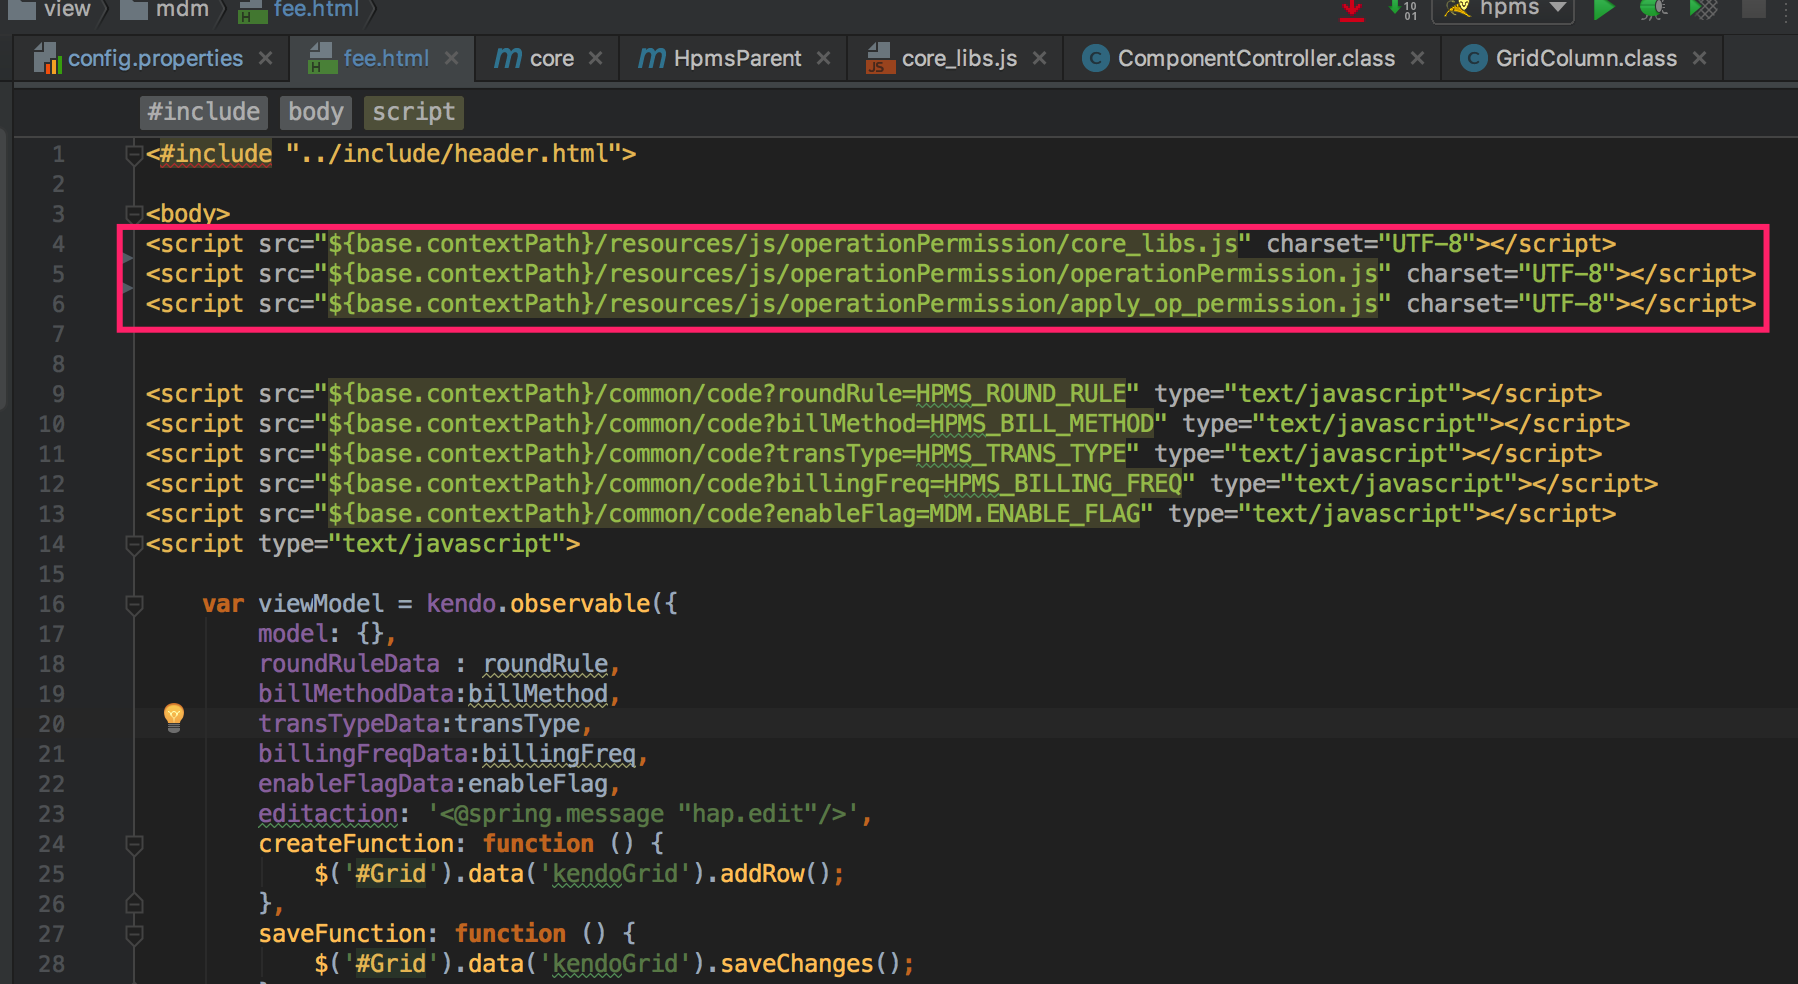 view mdm fee.html hpms
config.properties fee.html core HpmsParent core_libs.js ComponentController.class GridColumn.class
#include body script
1 <#include "../include/header.html">
2
3 <body>
4 <script src="${base.contextPath}/resources/js/operationPermission/core_libs.js" charset="UTF-8"></script>
5 <script src="${base.contextPath}/resources/js/operationPermission/operationPermission.js" charset="UTF-8"></script>
6 <script src="${base.contextPath}/resources/js/operationPermission/apply_op_permission.js" charset="UTF-8"></script>
7
8
9 <script src="${base.contextPath}/common/code?roundRule=HPMS_ROUND_RULE" type="text/javascript"></script>
10 <script src="${base.contextPath}/common/code?billMethod=HPMS_BILL_METHOD" type="text/javascript"></script>
11 <script src="${base.contextPath}/common/code?transType=HPMS_TRANS_TYPE" type="text/javascript"></script>
12 <script src="${base.contextPath}/common/code?billingFreq=HPMS_BILLING_FREQ" type="text/javascript"></script>
13 <script src="${base.contextPath}/common/code?enableFlag=MDM.ENABLE_FLAG" type="text/javascript"></script>
14 <script type="text/javascript">
15
16 var viewModel = kendo.observable({
17 model: {},
18 roundRuleData : roundRule,
19 billMethodData:billMethod,
20 transTypeData:transType,
21 billingFreqData:billingFreq,
22 enableFlagData:enableFlag,
23 editaction: '<@spring.message "hap.edit"/>',
24 createFunction: function () {
25 $('#Grid').data('kendoGrid').addRow();
26 },
27 saveFunction: function () {
28 $('#Grid').data('kendoGrid').saveChanges();